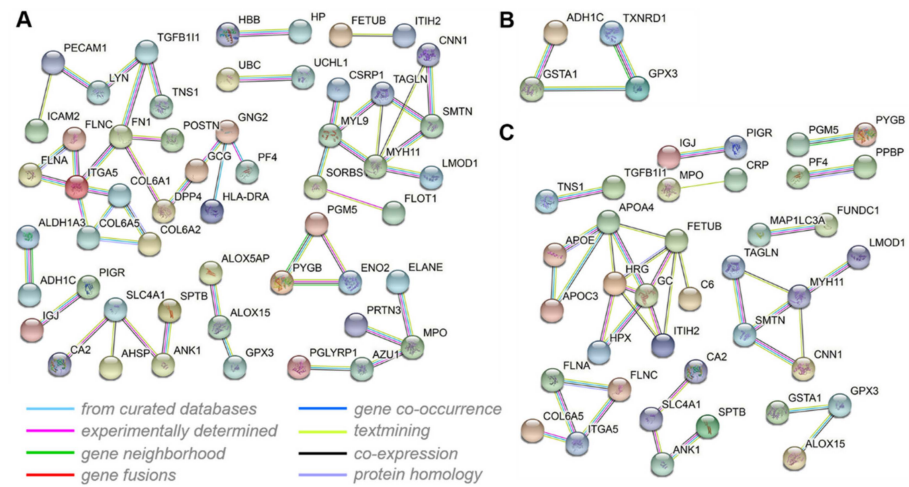 A
B
C
PECAM1
TGFB1I1
LYN
TNS1
ICAM2
FLNC
FN1
POSTN
GNG2
FLNA
ITGA5
GCG
PF4
COL6A1
DPP4
HLA-DRA
ALDH1A3
COL6A5
COL6A2
ADH1C
PIGR
IGJ
SLC4A1
SPTB
CA2
AHSP
ANK1
ALOX5AP
ALOX15
GPX3
HBB
HP
FETUB
ITIH2
UBC
UCHL1
CNN1
CSRP1
TAGLN
SMTN
MYL9
MYH11
LMOD1
SORBS
FLOT1
PGM5
PYGB
ENO2
ELANE
PRTN3
MPO
PGLYRP1
AZU1
ADH1C
TXNRD1
GSTA1
GPX3
IGJ
PIGR
PGM5
PYGB
TGFB1I1
MPO
CRP
PF4
PPBP
TNS1
APOA4
FETUB
MAP1LC3A
FUNDC1
APOE
TAGLN
LMOD1
HRG
GC
C6
MYH11
APOC3
HPX
ITIH2
SMTN
CNN1
FLNA
FLNC
CA2
COL6A5
ITGA5
SLC4A1
SPTB
ANK1
GSTA1
GPX3
ALOX15
from curated databases
experimentally determined
gene neighborhood
gene fusions
gene co-occurrence
textmining
co-expression
protein homology